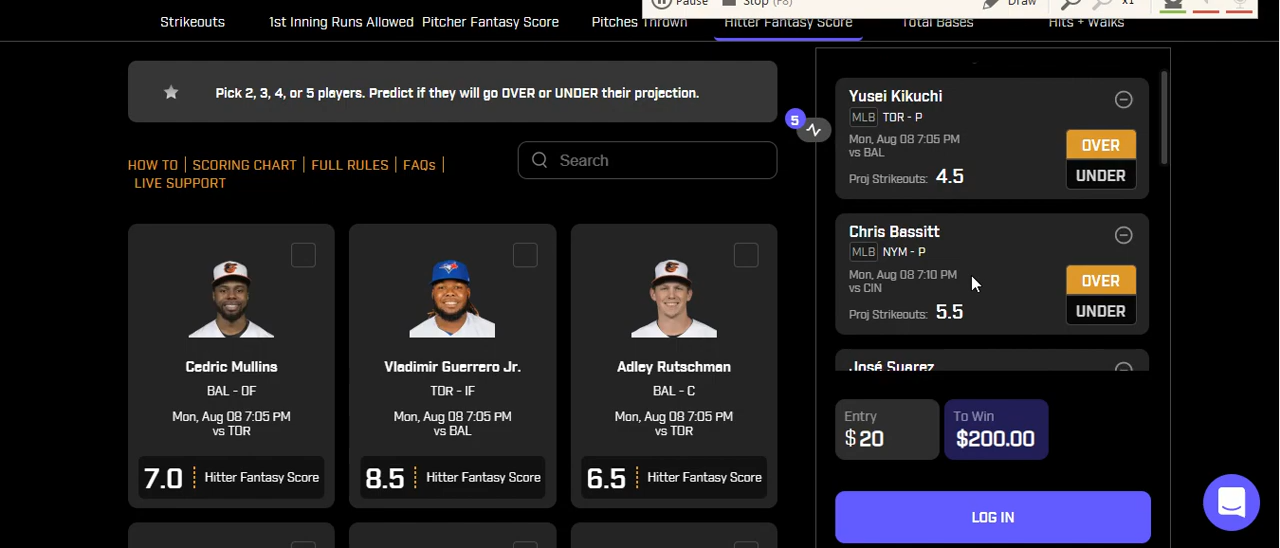 Pause Stop (F8) Draw x1
Strikeouts 1st Inning Runs Allowed Pitcher Fantasy Score Pitches Thrown Hitter Fantasy Score Total Bases Hits + Walks
Pick 2, 3, 4, or 5 players. Predict if they will go OVER or UNDER their projection.
HOW TO | SCORING CHART | FULL RULES | FAQs |
LIVE SUPPORT
Search
Cedric Mullins
BAL - OF
Mon, Aug 08 7:05 PM
vs TOR
7.0 Hitter Fantasy Score
Vladimir Guerrero Jr.
TOR - IF
Mon, Aug 08 7:05 PM
vs BAL
8.5 Hitter Fantasy Score
Adley Rutschman
BAL - C
Mon, Aug 08 7:05 PM
vs TOR
6.5 Hitter Fantasy Score
5
Yusei Kikuchi
MLB TOR - P
Mon, Aug 08 7:05 PM
vs BAL
Proj Strikeouts: 4.5
OVER
UNDER
Chris Bassitt
MLB NYM - P
Mon, Aug 08 7:10 PM
vs CIN
Proj Strikeouts: 5.5
OVER
UNDER
José Suarez
Entry
$ 20
To Win
$200.00
LOG IN